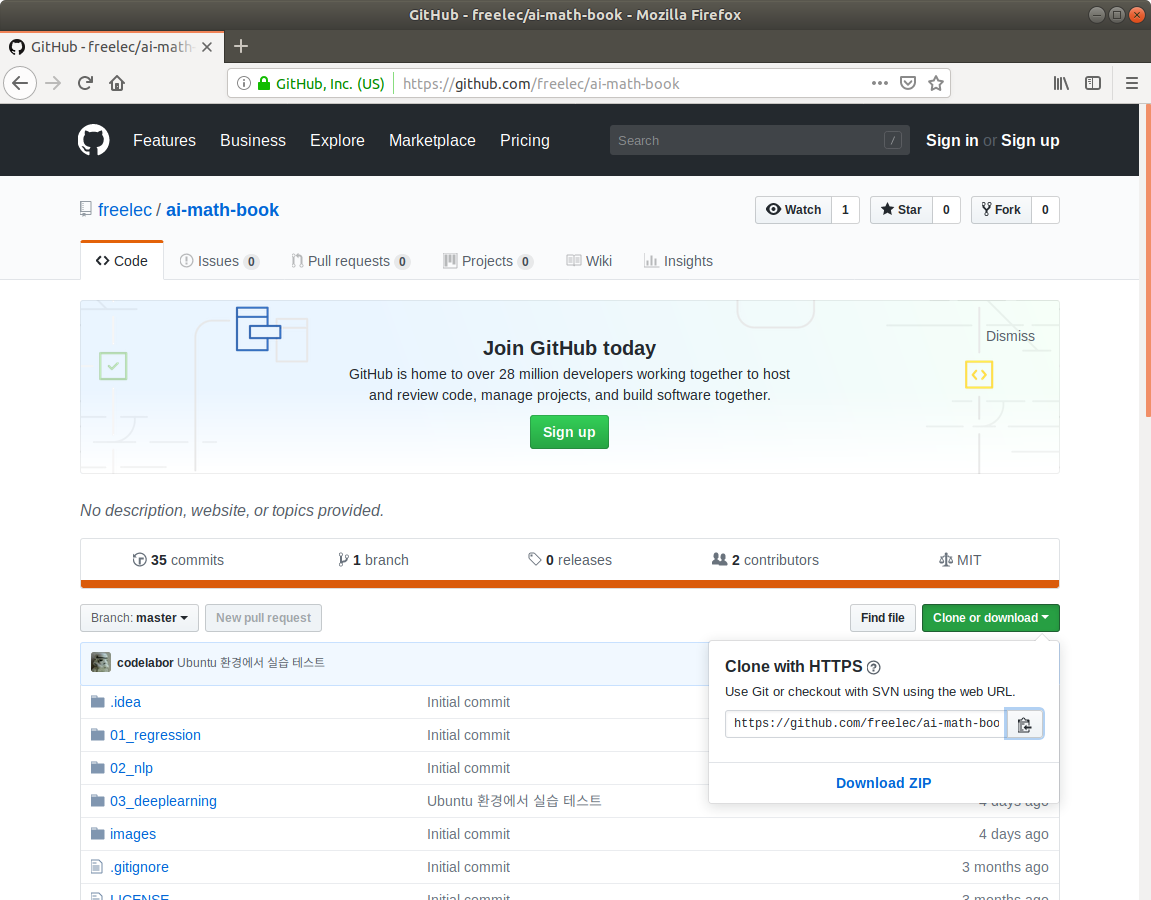 GitHub - freelec/ai-math-book - Mozilla Firefox
GitHub - freelec/ai-math-
GitHub, Inc. (US) https://github.com/freelec/ai-math-book
Features Business Explore Marketplace Pricing Search / Sign in or Sign up
freelec / ai-math-book Watch 1 Star 0 Fork 0
Code Issues 0 Pull requests 0 Projects 0 Wiki Insights
Dismiss
Join GitHub today
GitHub is home to over 28 million developers working together to host
and review code, manage projects, and build software together.
Sign up
No description, website, or topics provided.
35 commits 1 branch 0 releases 2 contributors MIT
Branch: master New pull request Find file Clone or download
codelabor Ubuntu 환경에서 실습 테스트
Clone with HTTPS
Use Git or checkout with SVN using the web URL.
https://github.com/freelec/ai-math-boo
Download ZIP
.idea Initial commit
01_regression Initial commit
02_nlp Initial commit
03_deeplearning Ubuntu 환경에서 실습 테스트 4 days ago
images Initial commit 4 days ago
.gitignore Initial commit 3 months ago
LICENSE Initial commit 3 months ago